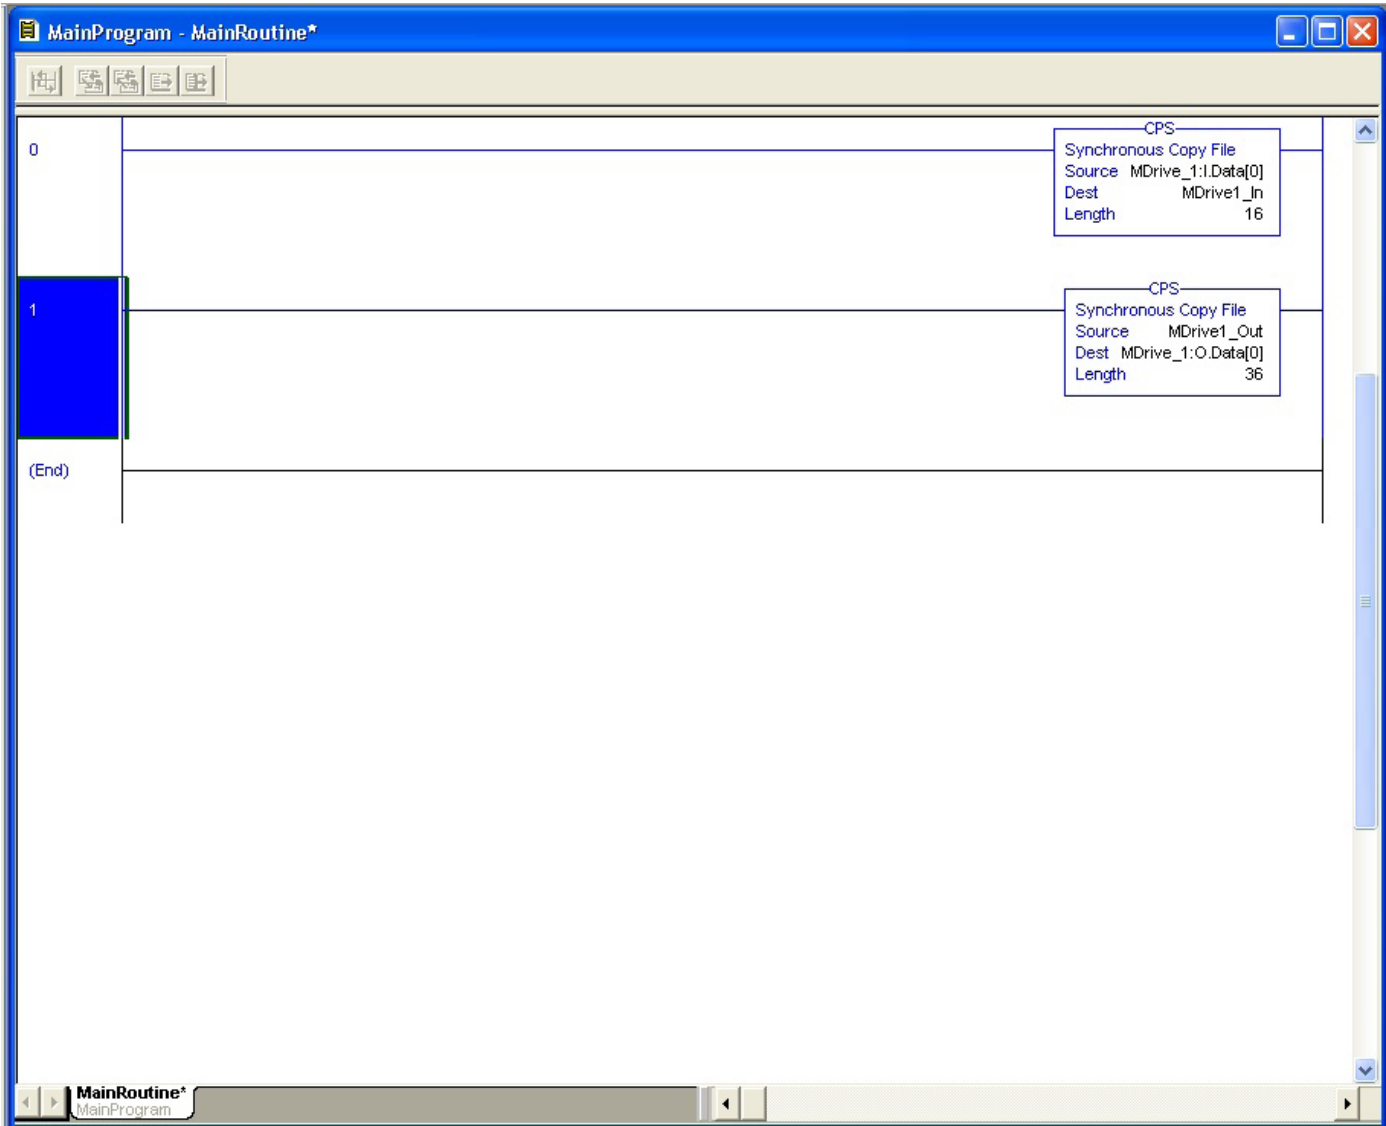 MainProgram - MainRoutine*
0
CPS
Synchronous Copy File
Source MDrive_1:I.Data[0]
Dest MDrive1_In
Length 16
1
CPS
Synchronous Copy File
Source MDrive1_Out
Dest MDrive_1:O.Data[0]
Length 36
(End)
MainRoutine*
MainProgram